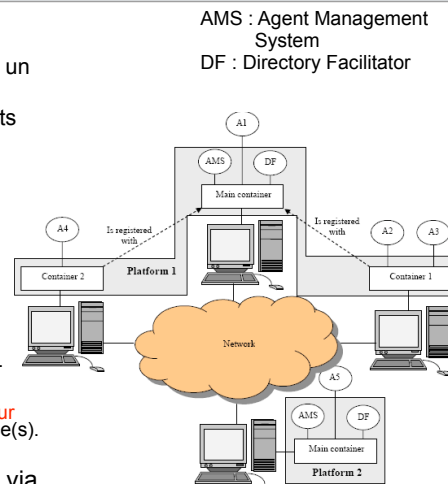 AMS : Agent Management
System
DF : Directory Facilitator
un
ts
A1
AMS
DF
Main container
A4
Is registered
with
Is registered
with
A2
A3
Container 2
Platform 1
Container 1
Network
ur
e(s).
via
A5
AMS
DF
Main container
Platform 2